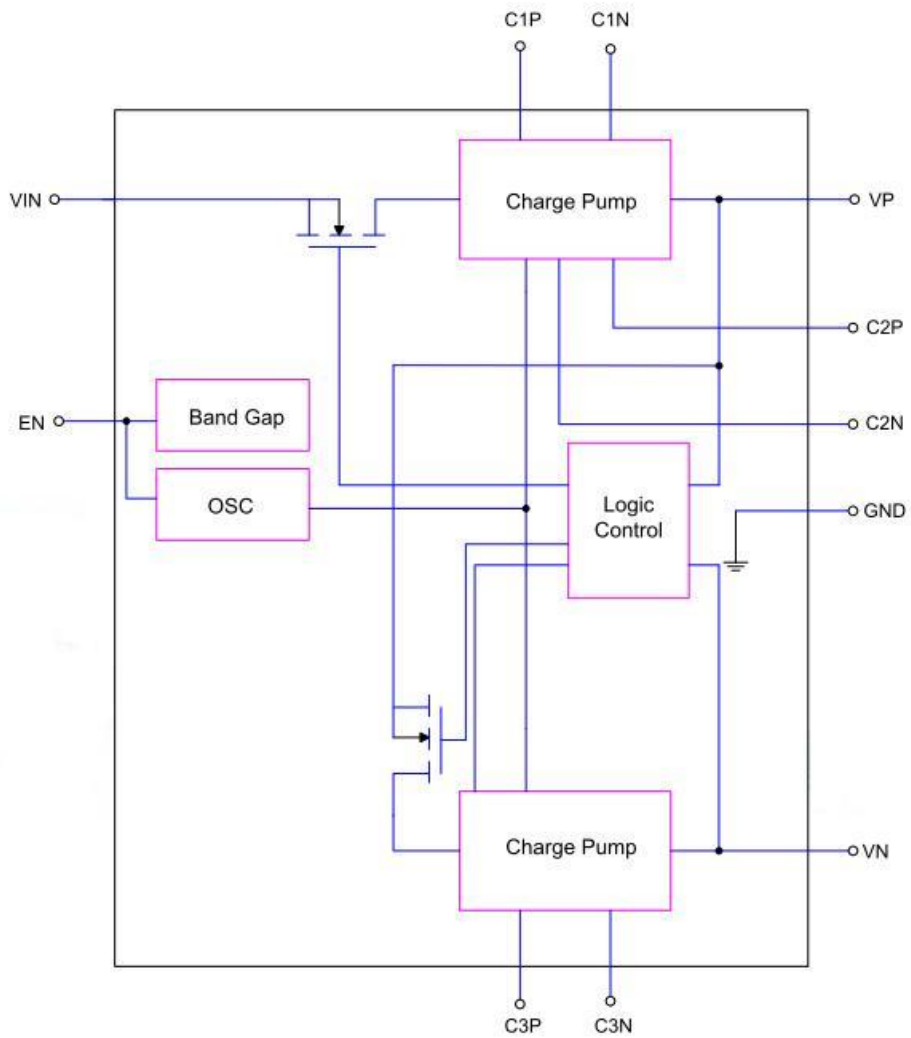 C1P
C1N
VIN
Charge Pump
VP
C2P
EN
Band Gap
C2N
OSC
Logic
Control
GND
Charge Pump
VN
C3P
C3N